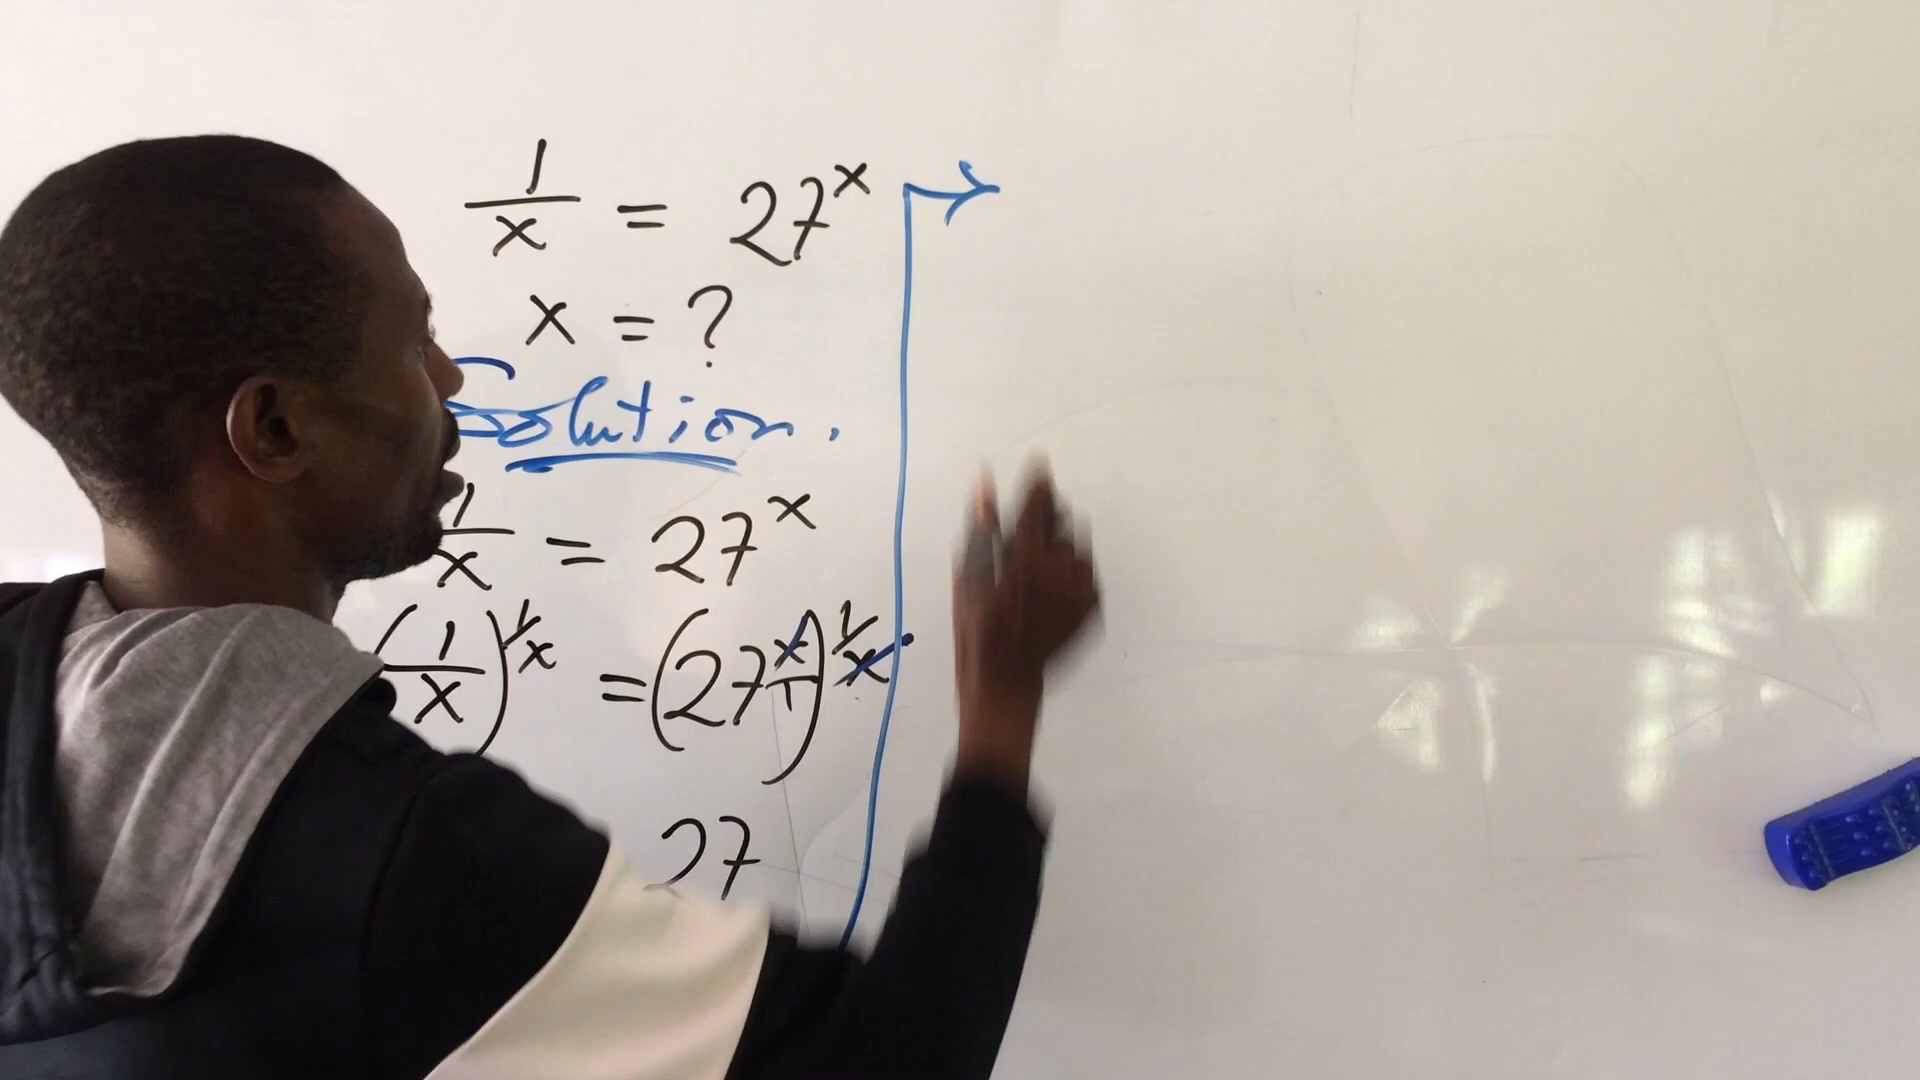 1/x = 27^x
x = ?
Solution.
1/x = 27^x
(1/x)^1/x = (27^x/1)^1/x
27